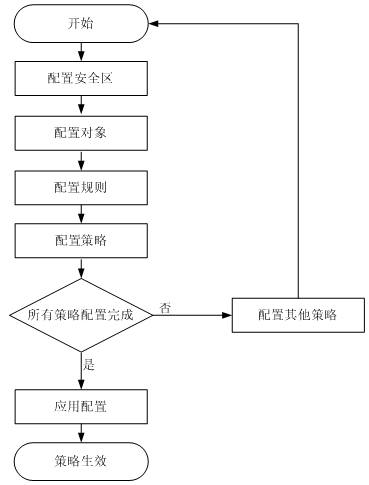 开始
配置安全区
配置对象
配置规则
配置策略
所有策略配置完成
否
配置其他策略
是
应用配置
策略生效